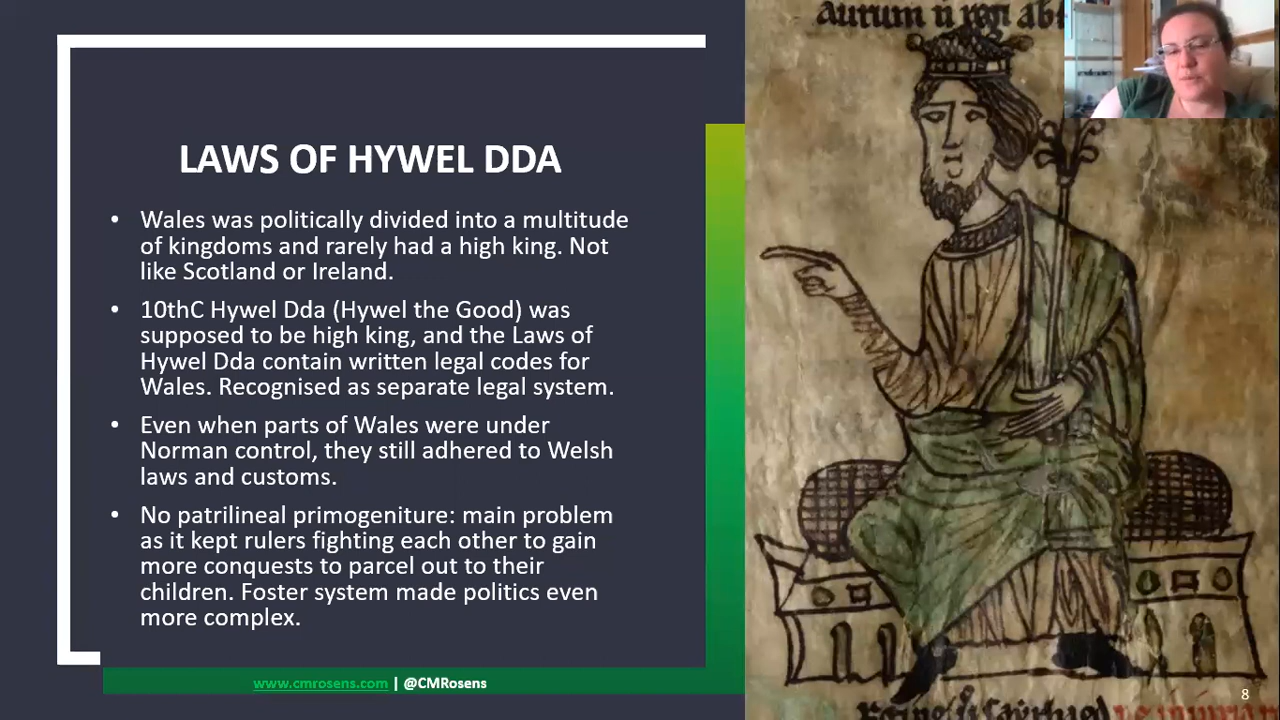 aurum
LAWS OF HYWEL DDA
• Wales was politically divided into a multitude
of kingdoms and rarely had a high king. Not
like Scotland or Ireland.
• 10thC Hywel Dda (Hywel the Good) was
supposed to be high king, and the Laws of
Hywel Dda contain written legal codes for
Wales. Recognised as separate legal system.
• Even when parts of Wales were under
Norman control, they still adhered to Welsh
laws and customs.
• No patrilineal primogeniture: main problem
as it kept rulers fighting each other to gain
more conquests to parcel out to their
children. Foster system made politics even
more complex.
www.cmrosens.com | @CMRosens
8